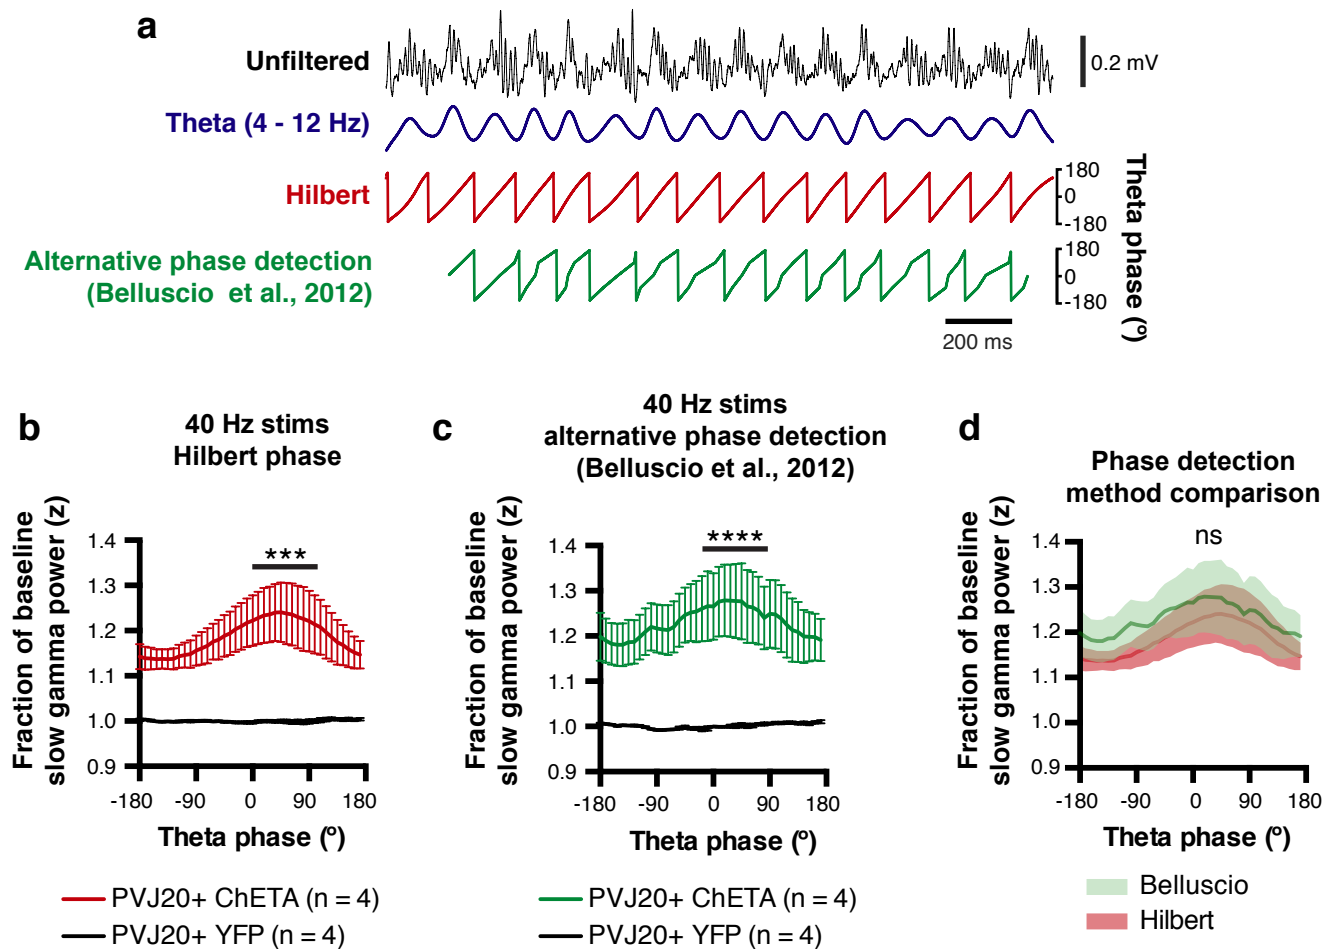 a
Unfiltered
0.2 mV
Theta (4 - 12 Hz)
Hilbert
180
0
-180
Alternative phase detection
(Belluscio et al., 2012)
180
0
-180
Theta phase (º)
200 ms
b
40 Hz stims
Hilbert phase
Fraction of baseline
slow gamma power (z)
1.4
1.3
1.2
1.1
1.0
0.9
***
-180 -90 0 90 180
Theta phase (º)
PVJ20+ ChETA (n = 4)
PVJ20+ YFP (n = 4)
c
40 Hz stims
alternative phase detection
(Belluscio et al., 2012)
Fraction of baseline
slow gamma power (z)
1.4
1.3
1.2
1.1
1.0
0.9
****
-180 -90 0 90 180
Theta phase (º)
PVJ20+ ChETA (n = 4)
PVJ20+ YFP (n = 4)
d
Phase detection
method comparison
Fraction of baseline
slow gamma power (z)
1.4
1.3
1.2
1.1
1.0
0.9
ns
-180 -90 0 90 180
Theta phase (º)
Belluscio
Hilbert